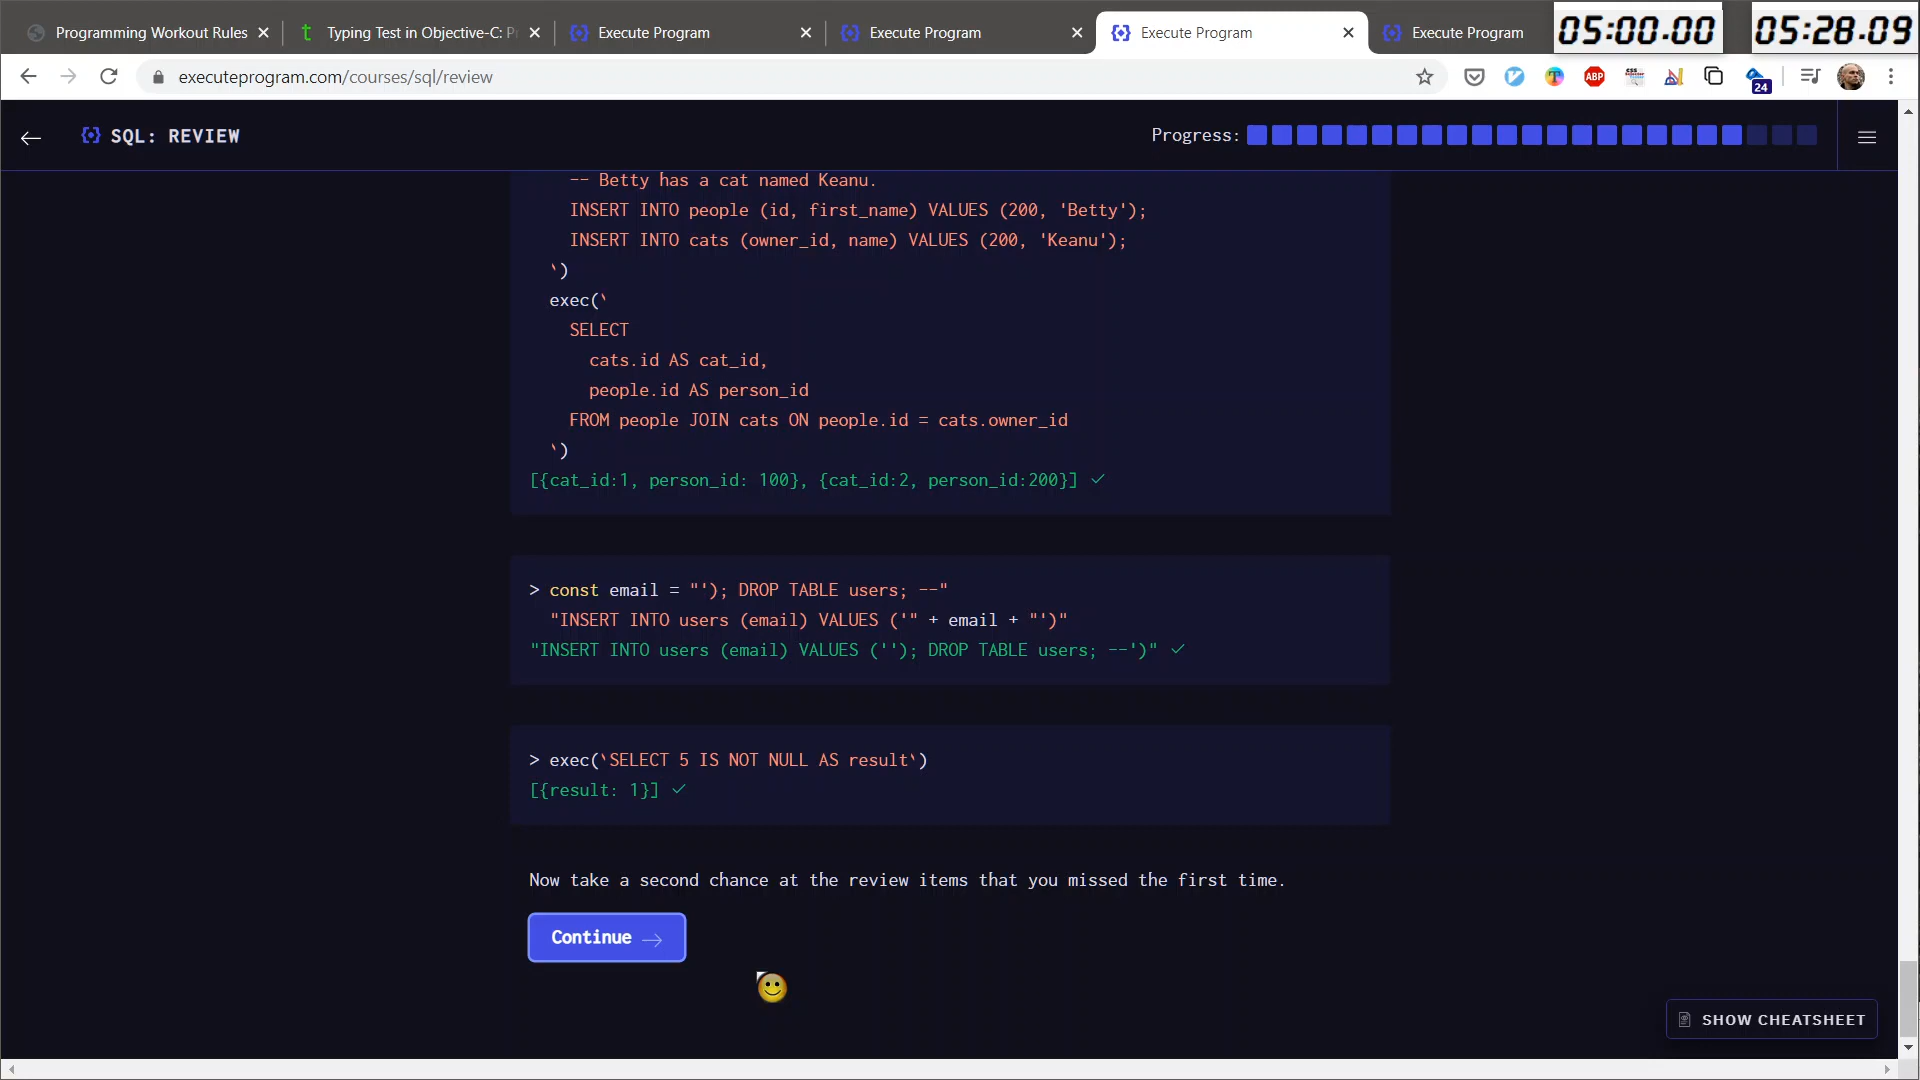 Programming Workout Rules
Typing Test in Objective-C: P
Execute Program
Execute Program
Execute Program
Execute Program
05:00.00
05:28.09
executeprogram.com/courses/sql/review
ABP
24
SQL: REVIEW
Progress:
-- Betty has a cat named Keanu.
INSERT INTO people (id, first_name) VALUES (200, 'Betty');
INSERT INTO cats (owner_id, name) VALUES (200, 'Keanu');
`)
exec(`
SELECT
cats.id AS cat_id,
people.id AS person_id
FROM people JOIN cats ON people.id = cats.owner_id
`)
[{cat_id:1, person_id: 100}, {cat_id:2, person_id:200}]
> const email = "'); DROP TABLE users; --"
"INSERT INTO users (email) VALUES ('" + email + "')"
"INSERT INTO users (email) VALUES (''); DROP TABLE users; --')"
> exec(`SELECT 5 IS NOT NULL AS result`)
[{result: 1}]
Now take a second chance at the review items that you missed the first time.
Continue
SHOW CHEATSHEET